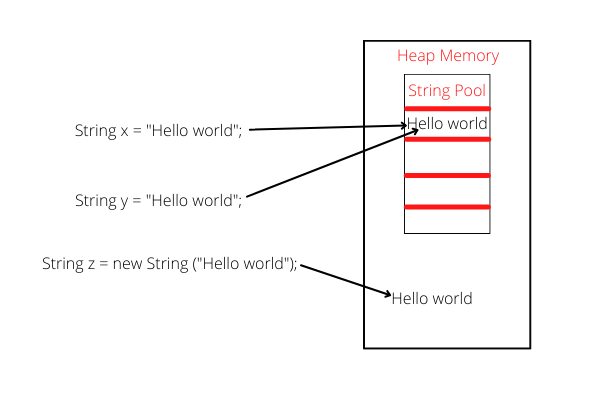 Heap Memory
String Pool
Hello world
String x = "Hello world";
String y = "Hello world";
String z = new String ("Hello world");
Hello world